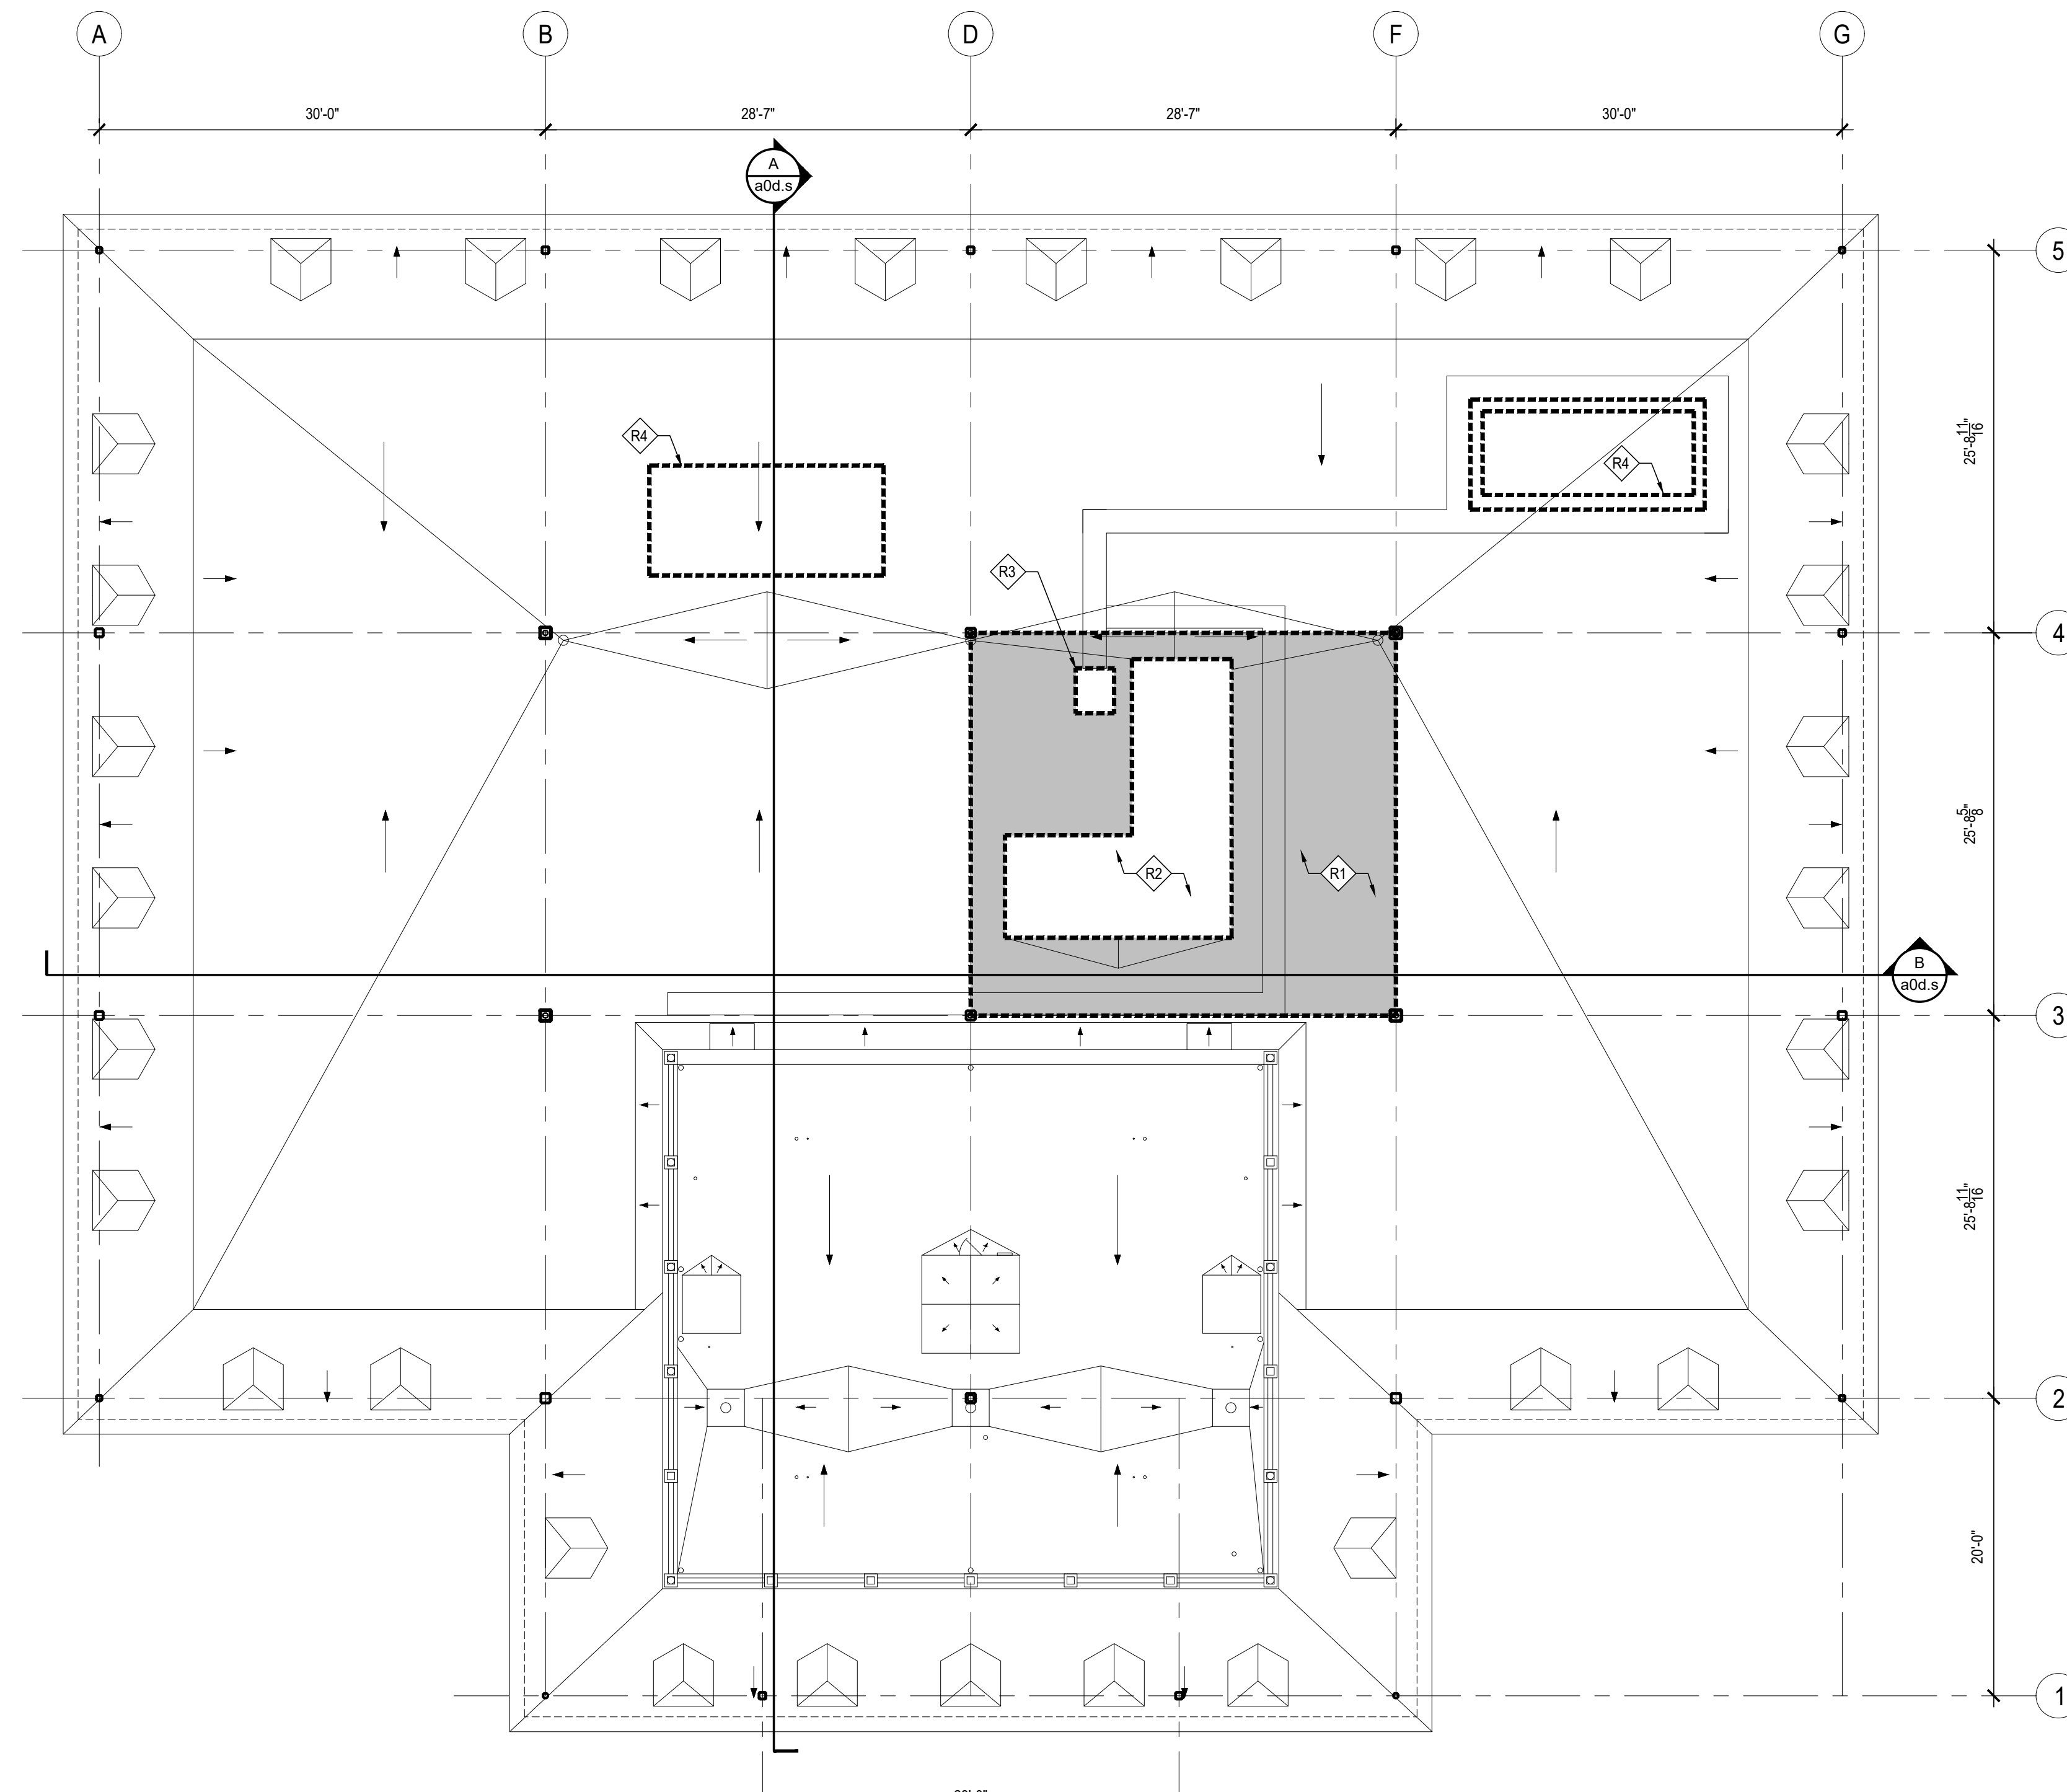 A
B
D
F
G
30'-0"
28'-7"
28'-7"
30'-0"
A
a0d.s
5
R4
R4
25'-8 11/16"
R3
4
R2
R1
25'-8 5/8"
B
a0d.s
3
25'-8 11/16"
2
20'-0"
1